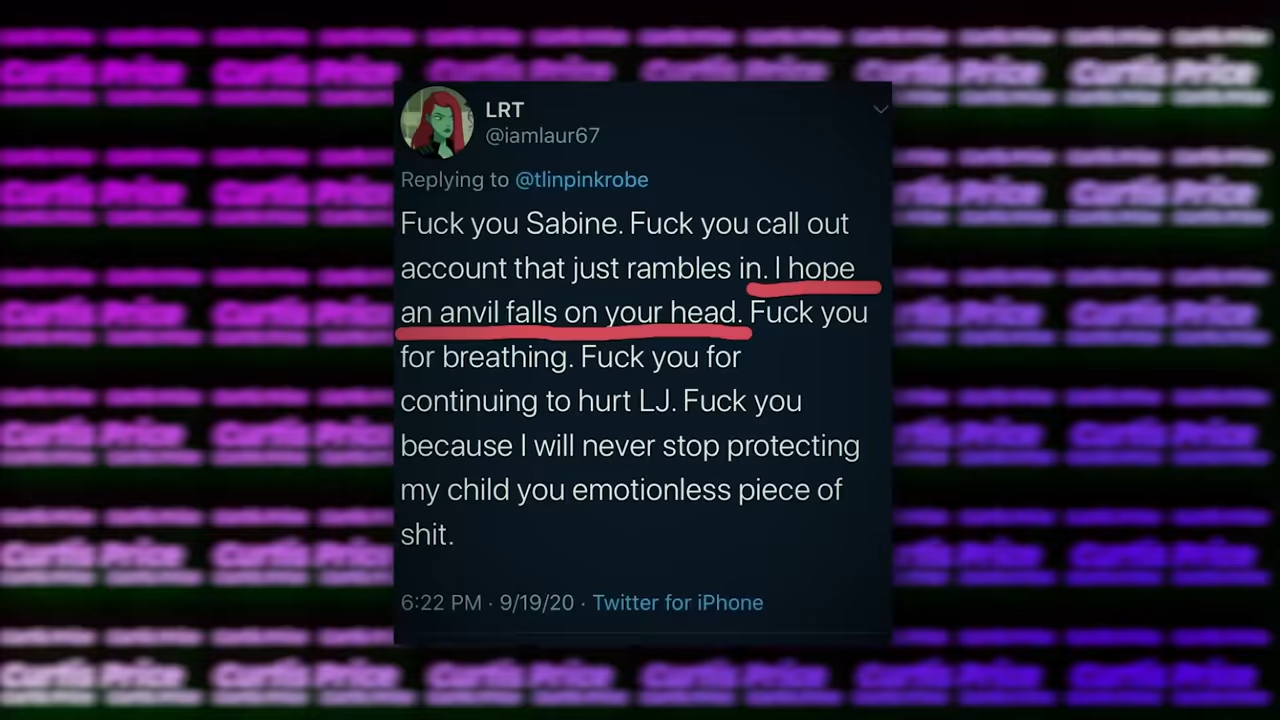 Curtis Price
LRT
@iamlaur67
Replying to @tlinpinkrobe
Fuck you Sabine. Fuck you call out
account that just rambles in. I hope
an anvil falls on your head. Fuck you
for breathing. Fuck you for
continuing to hurt LJ. Fuck you
because I will never stop protecting
my child you emotionless piece of
shit.
6:22 PM · 9/19/20 · Twitter for iPhone